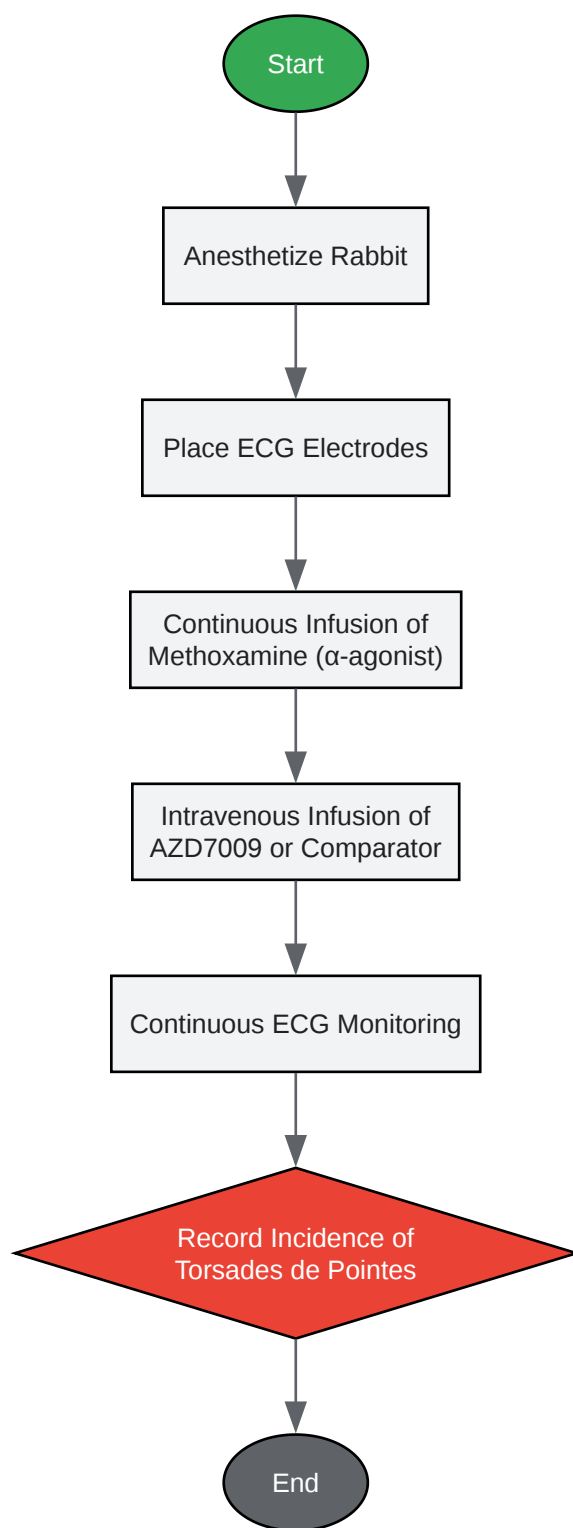 Start
Anesthetize Rabbit
Place ECG Electrodes
Continuous Infusion of
Methoxamine (α-agonist)
Intravenous Infusion of
AZD7009 or Comparator
Continuous ECG Monitoring
Record Incidence of
Torsades de Pointes
End